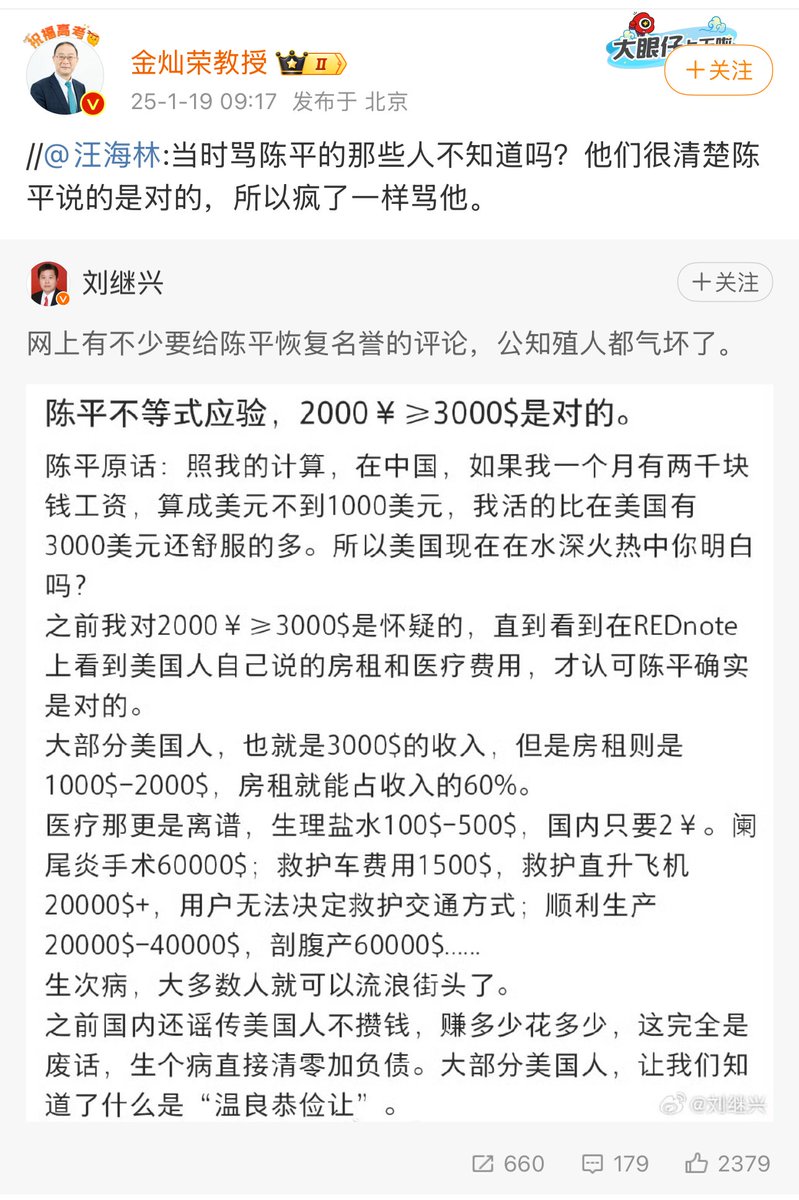 祝福高考
金灿荣教授 II
大眼仔上下班
+关注
25-1-19 09:17 发布于 北京
//@汪海林:当时骂陈平的那些人不知道吗？他们很清楚陈
平说的是对的，所以疯了一样骂他。
刘继兴
+关注
网上有不少要给陈平恢复名誉的评论，公知殖人都气坏了。
陈平不等式应验，2000￥≥3000$是对的。
陈平原话：照我的计算，在中国，如果我一个月有两千块
钱工资，算成美元不到1000美元，我活的比在美国有
3000美元还舒服的多。所以美国现在在水深火热中你明白
吗?
之前我对2000￥≥3000$是怀疑的，直到看到在REDnote
上看到美国人自己说的房租和医疗费用，才认可陈平确实
是对的。
大部分美国人，也就是3000$的收入，但是房租则是
1000$-2000$，房租就能占收入的60%。
医疗那更是离谱，生理盐水100$-500$，国内只要2￥。阑
尾炎手术60000$；救护车费用1500$，救护直升飞机
20000$+，用户无法决定救护交通方式；顺利生产
20000$-40000$，剖腹产60000$......
生次病，大多数人就可以流浪街头了。
之前国内还谣传美国人不攒钱，赚多少花多少，这完全是
废话，生个病直接清零加负债。大部分美国人，让我们知
道了什么是“温良恭俭让”。
@刘继兴
660 179 2379